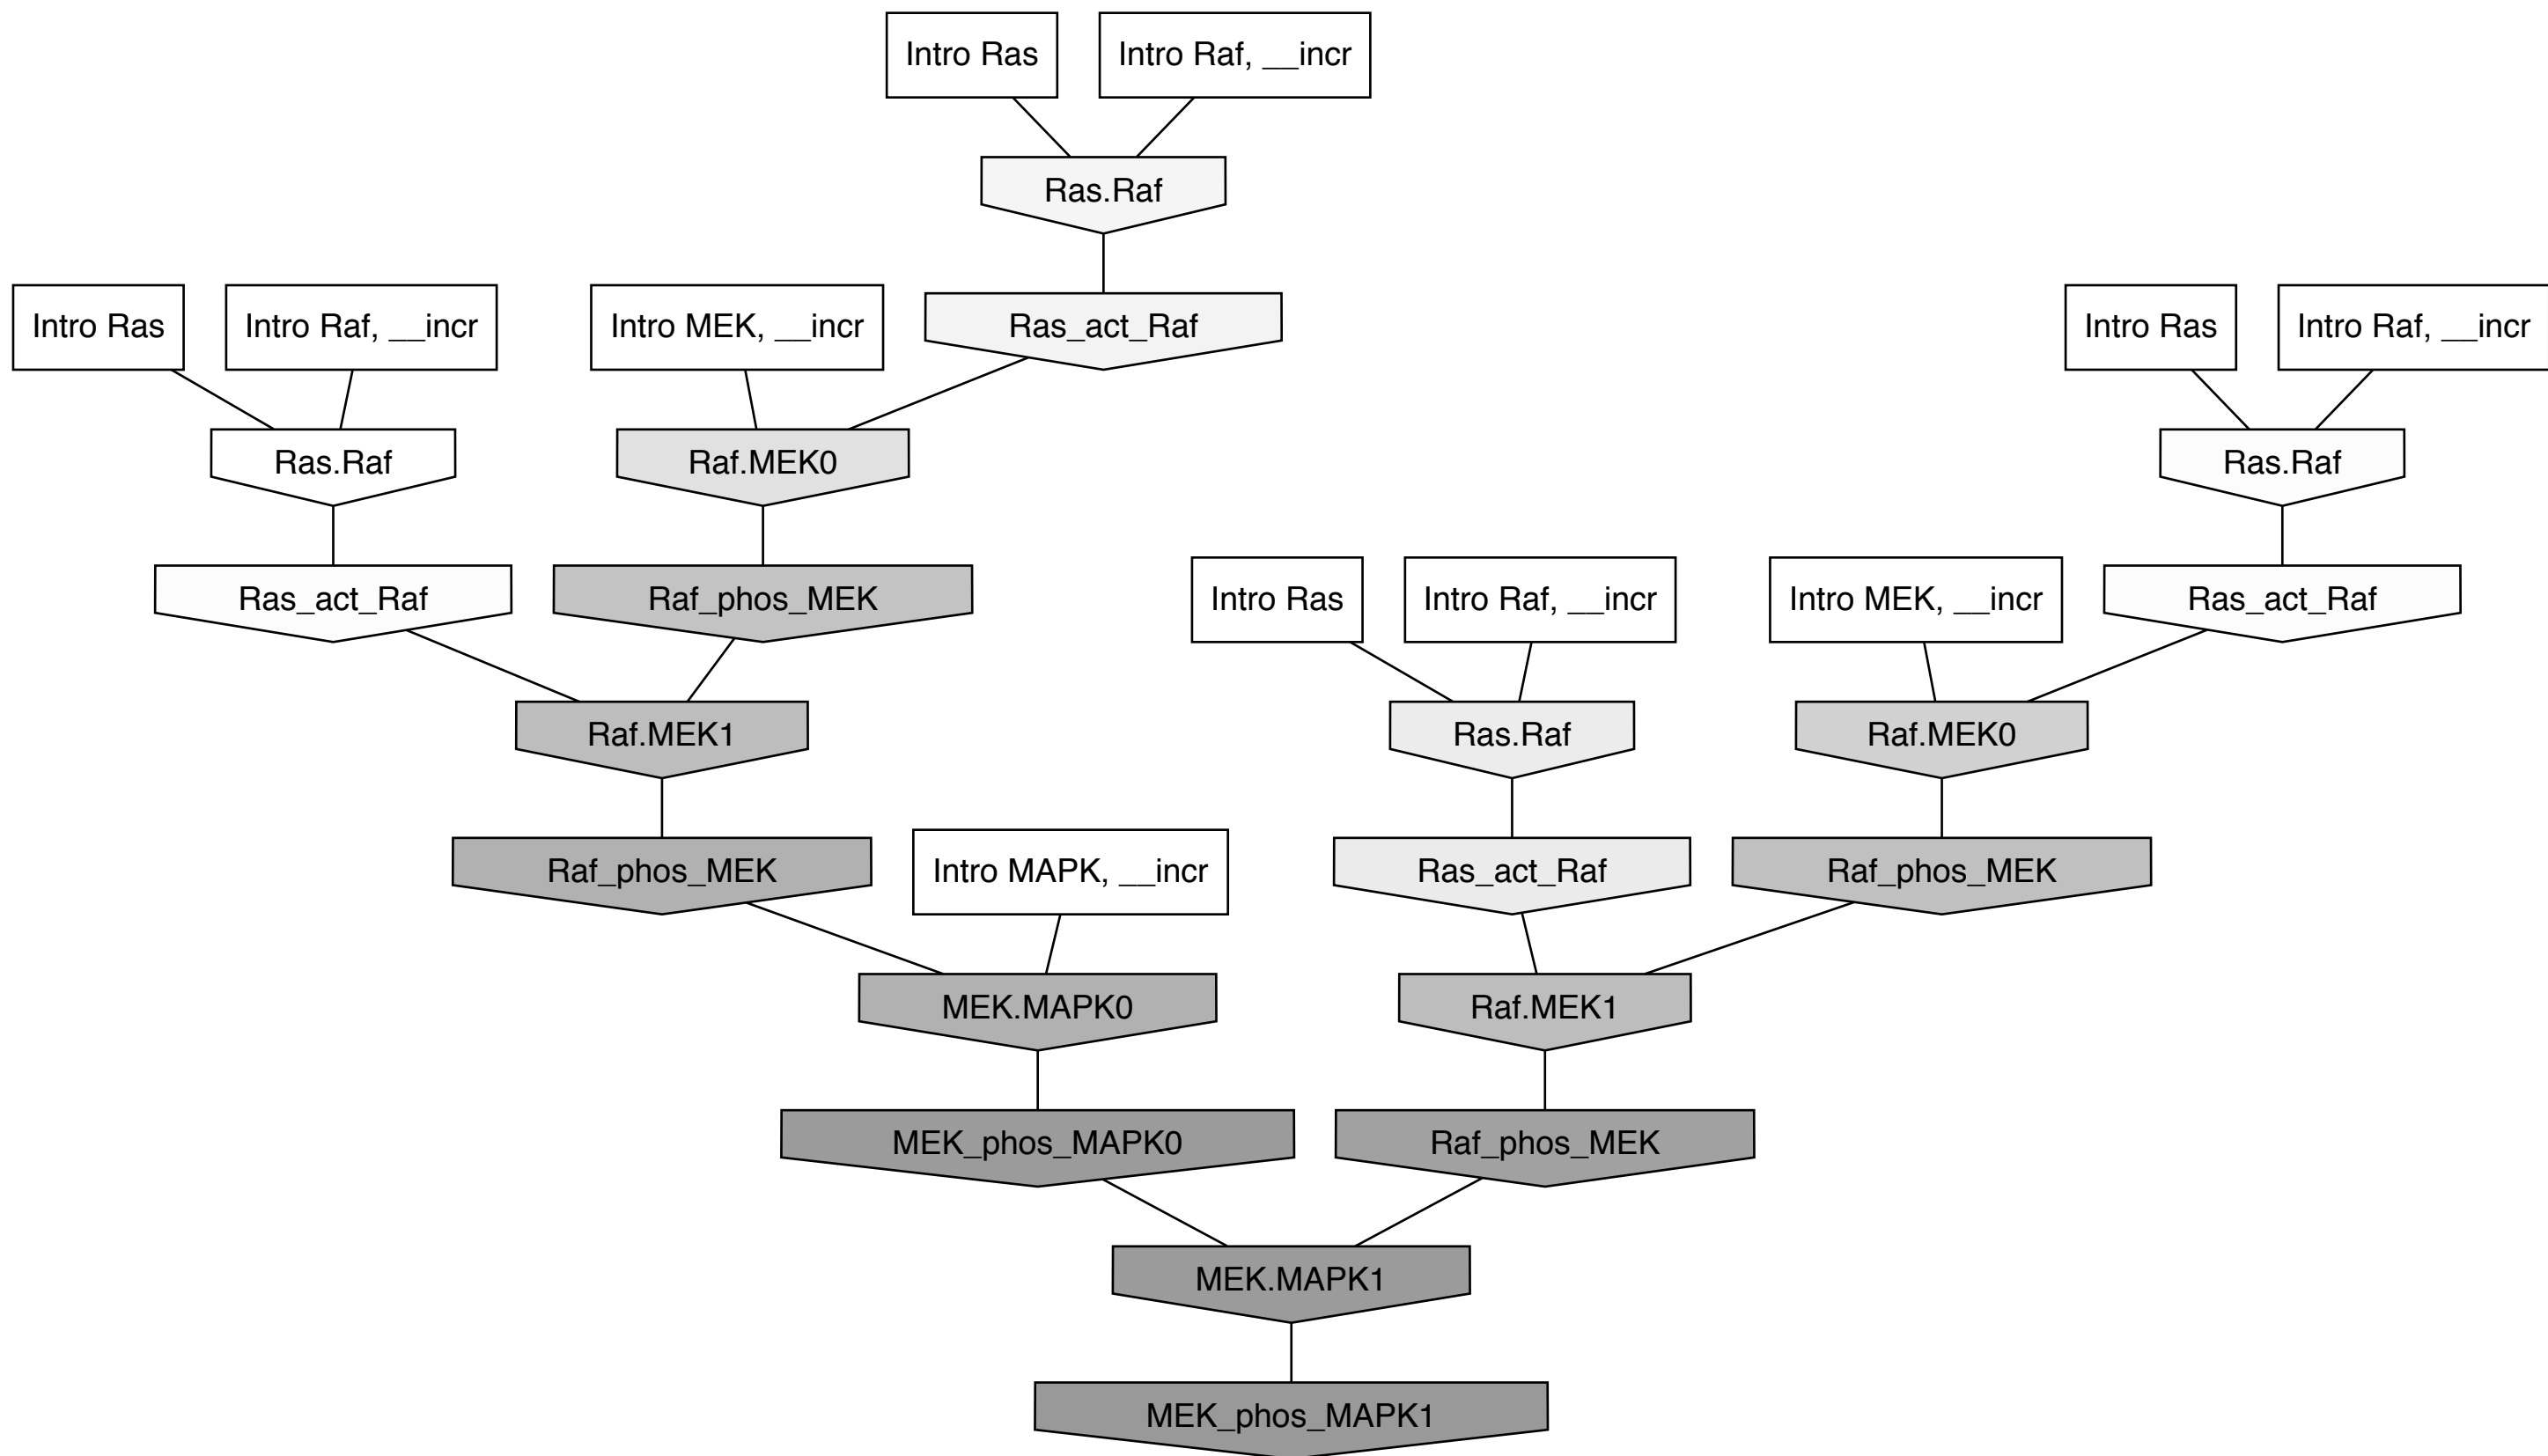 Intro Ras
Intro Raf, __incr
Ras.Raf
Intro Ras
Intro Raf, __incr
Intro MEK, __incr
Ras_act_Raf
Intro Ras
Intro Raf, __incr
Ras.Raf
Raf.MEK0
Ras.Raf
Ras_act_Raf
Raf_phos_MEK
Intro Ras
Intro Raf, __incr
Intro MEK, __incr
Ras_act_Raf
Raf.MEK1
Ras.Raf
Raf.MEK0
Raf_phos_MEK
Intro MAPK, __incr
Ras_act_Raf
Raf_phos_MEK
MEK.MAPK0
Raf.MEK1
MEK_phos_MAPK0
Raf_phos_MEK
MEK.MAPK1
MEK_phos_MAPK1